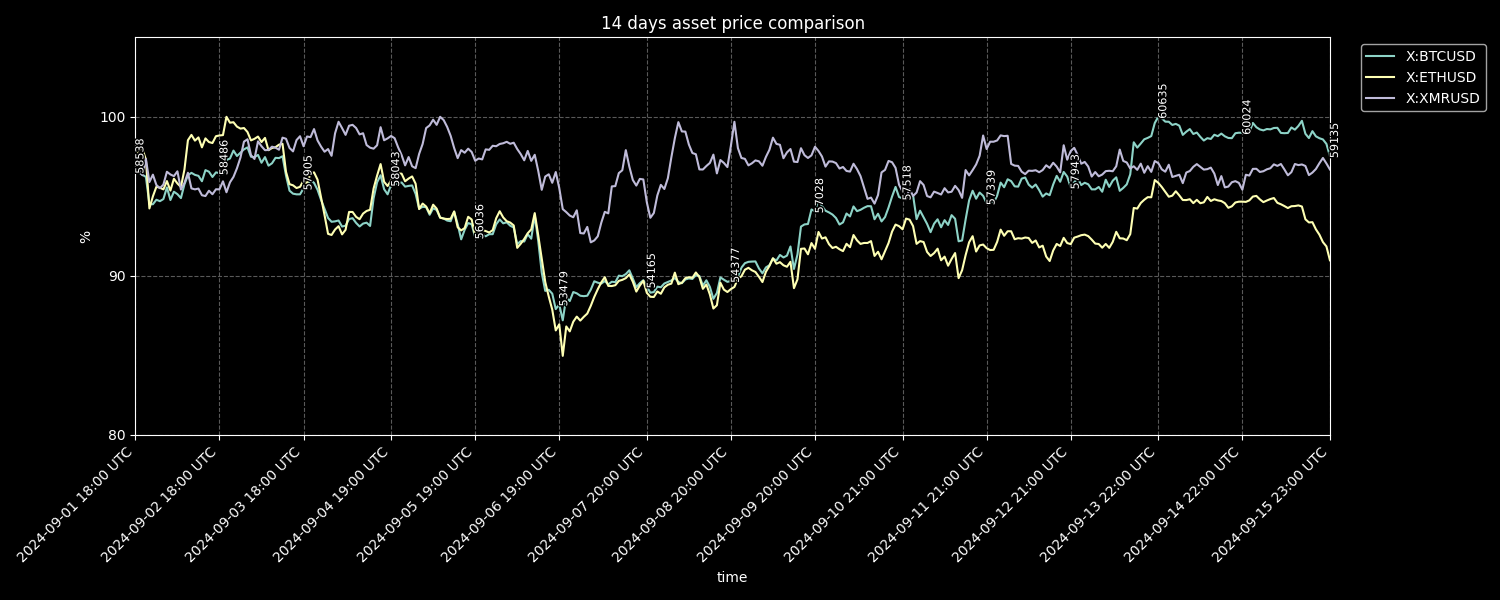 14 days asset price comparison
X:BTCUSD
X:ETHUSD
X:XMRUSD
100
90
80
%
58538
58486
57905
58043
56036
53479
54165
54377
57028
57518
57339
57943
60635
60024
59135
2024-09-01 18:00 UTC
2024-09-02 18:00 UTC
2024-09-03 18:00 UTC
2024-09-04 19:00 UTC
2024-09-05 19:00 UTC
2024-09-06 19:00 UTC
2024-09-07 20:00 UTC
2024-09-08 20:00 UTC
2024-09-09 20:00 UTC
2024-09-10 21:00 UTC
2024-09-11 21:00 UTC
2024-09-12 21:00 UTC
2024-09-13 22:00 UTC
2024-09-14 22:00 UTC
2024-09-15 23:00 UTC
time